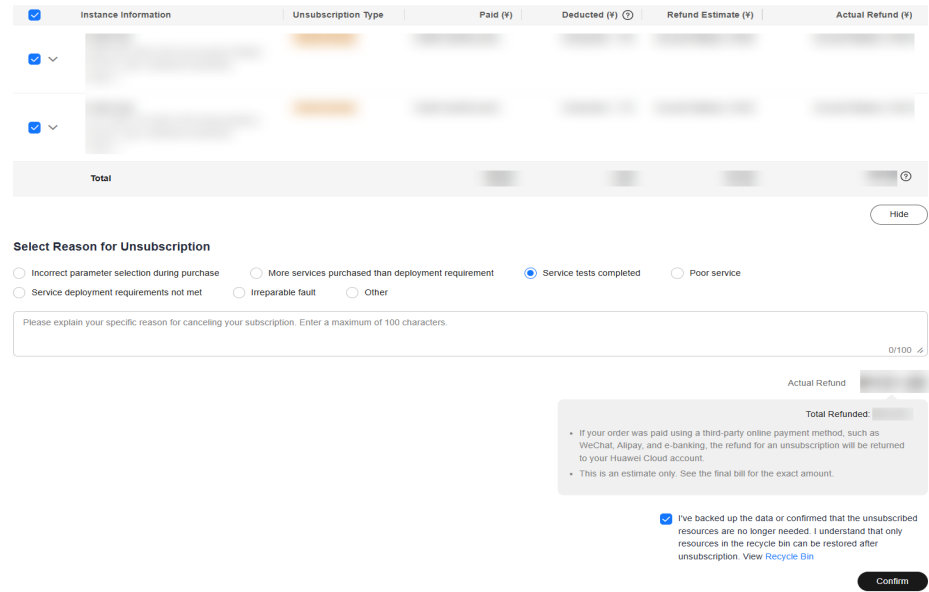 Instance Information Unsubscription Type Paid (¥) Deducted (¥) ? Refund Estimate (¥) Actual Refund (¥)
Total ?
Hide
Select Reason for Unsubscription
Incorrect parameter selection during purchase More services purchased than deployment requirement Service tests completed Poor service
Service deployment requirements not met Irreparable fault Other
Please explain your specific reason for canceling your subscription. Enter a maximum of 100 characters.
0/100
Actual Refund
Total Refunded:
• If your order was paid using a third-party online payment method, such as
WeChat, Alipay, and e-banking, the refund for an unsubscription will be returned
to your Huawei Cloud account.
• This is an estimate only. See the final bill for the exact amount.
I've backed up the data or confirmed that the unsubscribed
resources are no longer needed. I understand that only
resources in the recycle bin can be restored after
unsubscription. View Recycle Bin
Confirm